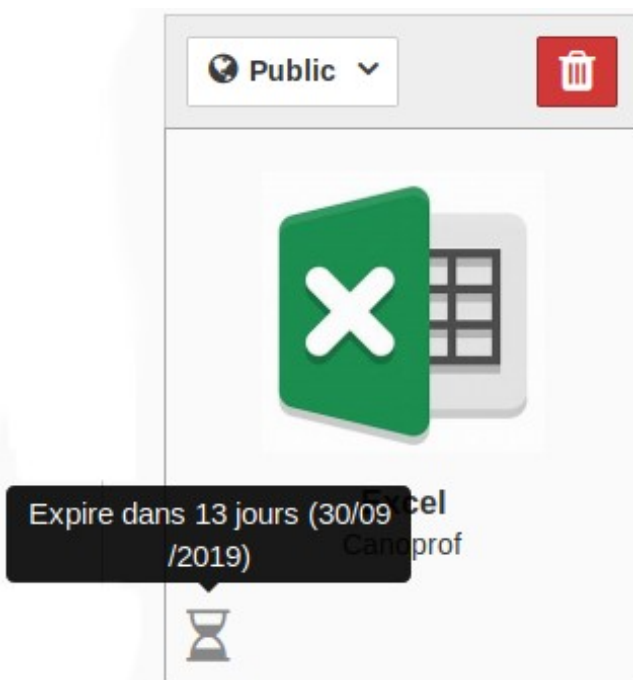 Public
Excel
Canoprof
Expire dans 13 jours (30/09
/2019)